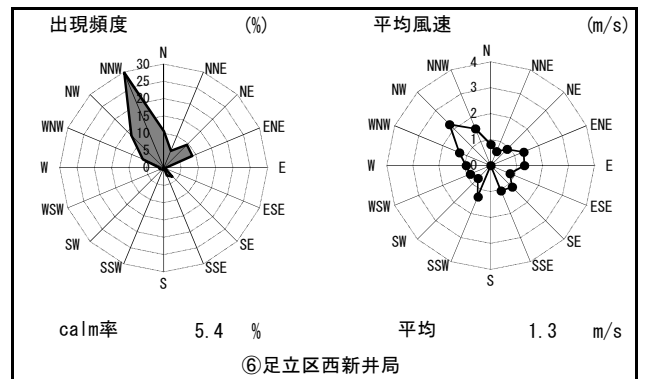 出現頻度 (%)
N
NNE
NE
ENE
E
ESE
SE
SSE
S
SSW
SW
WSW
W
WNW
NW
NNW
30
25
20
15
10
5
0
calm率 5.4 %
平均風速 (m/s)
N
NNE
NE
ENE
E
ESE
SE
SSE
S
SSW
SW
WSW
W
WNW
NW
NNW
4
3
2
1
0
平均 1.3 m/s
⑥足立区西新井局